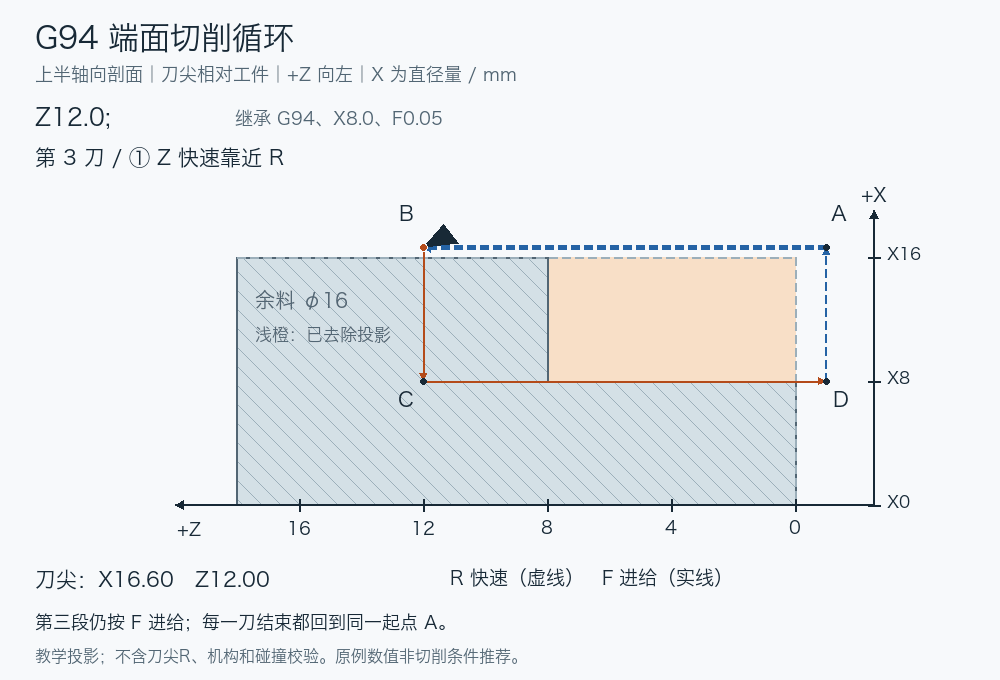 G94 端面切削循环
上半轴向剖面｜刀尖相对工件｜+Z 向左｜X 为直径量 / mm
Z12.0; 继承 G94、X8.0、F0.05
第 3 刀 / ① Z 快速靠近 R
+X
B A
X16
余料 φ16
浅橙：已去除投影
X8
C D
X0
+Z 16 12 8 4 0
刀尖：X16.60 Z12.00 R 快速（虚线） F 进给（实线）
第三段仍按 F 进给；每一刀结束都回到同一起点 A。
教学投影；不含刀尖R、机构和碰撞校验。原例数值非切削条件推荐。